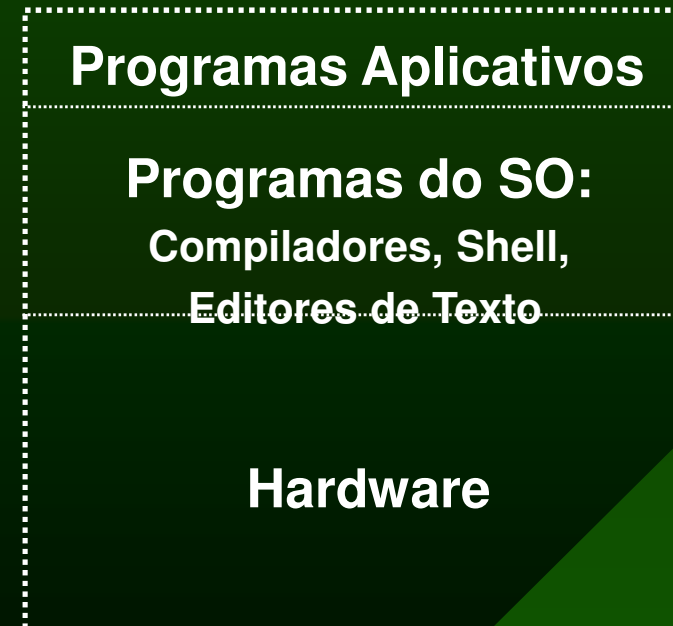 Programas Aplicativos
Programas do SO:
Compiladores, Shell,
Editores de Texto
Hardware